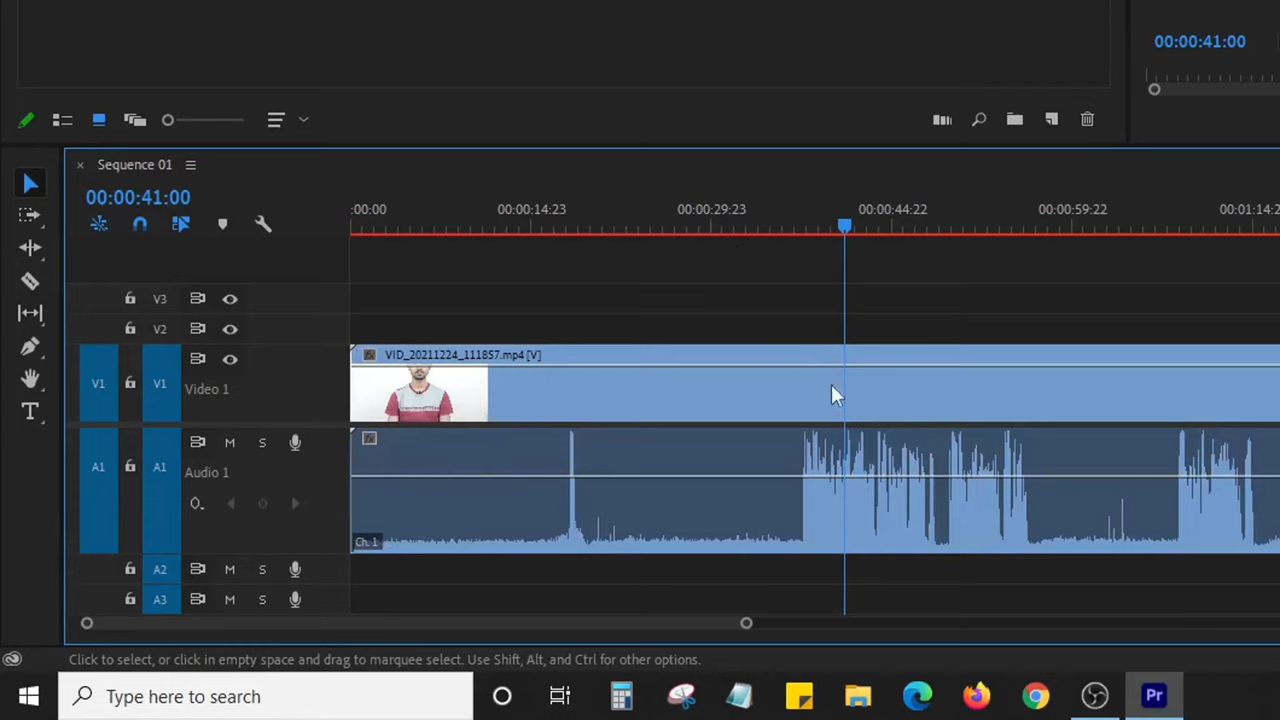 00:00:41:00
× Sequence 01
00:00:41:00
:00:00 00:00:14:23 00:00:29:23 00:00:44:22 00:00:59:22 00:01:14:2
V3
V2
VID_20211224_111857.mp4 [V]
V1 V1 Video 1
M S
A1 A1 Audio 1
Ch. 1
A2 M S
A3 M S
Click to select, or click in empty space and drag to marquee select. Use Shift, Alt, and Ctrl for other options.
Type here to search
Pr